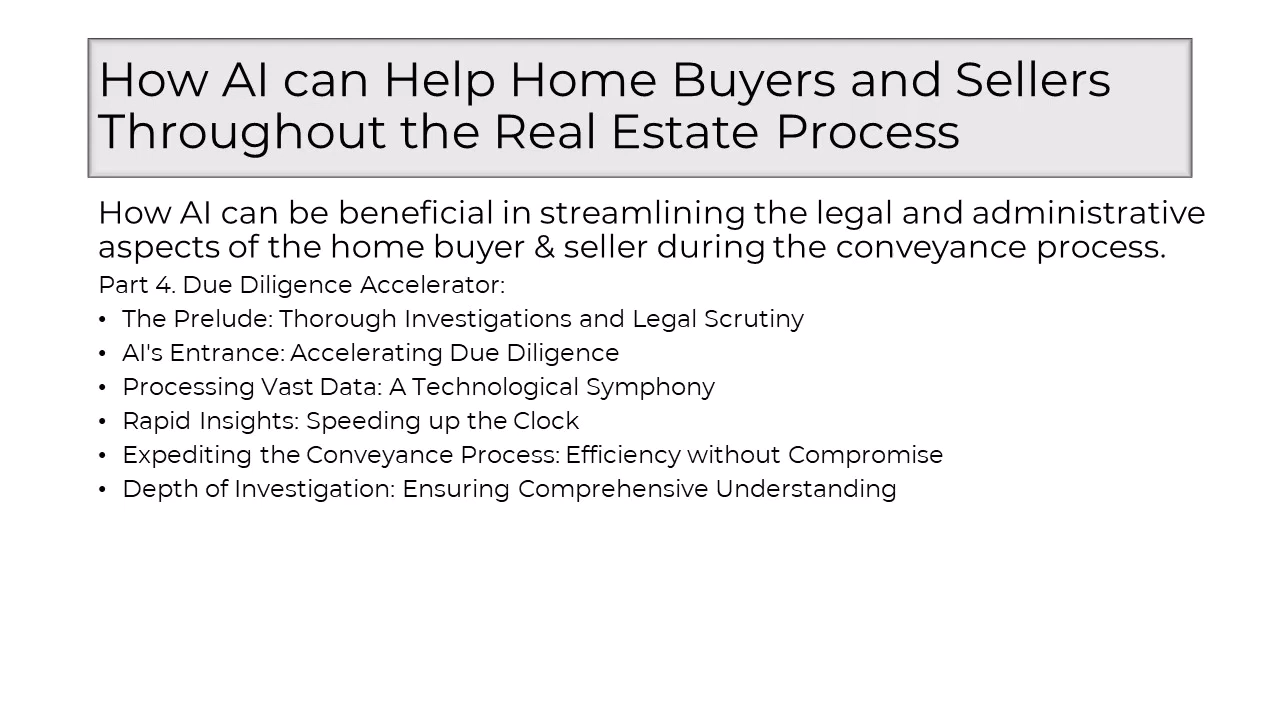 How AI can Help Home Buyers and Sellers
Throughout the Real Estate Process
How AI can be beneficial in streamlining the legal and administrative
aspects of the home buyer & seller during the conveyance process.
Part 4. Due Diligence Accelerator:
• The Prelude: Thorough Investigations and Legal Scrutiny
• AI's Entrance: Accelerating Due Diligence
• Processing Vast Data: A Technological Symphony
• Rapid Insights: Speeding up the Clock
• Expediting the Conveyance Process: Efficiency without Compromise
• Depth of Investigation: Ensuring Comprehensive Understanding